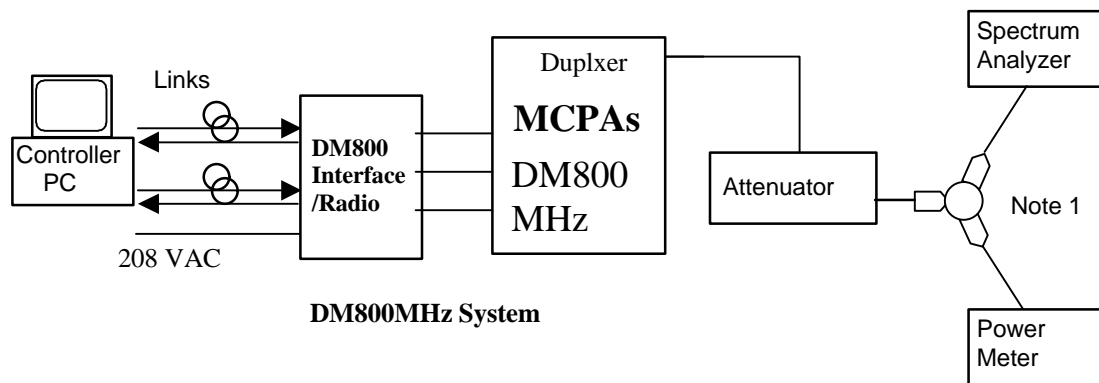 Controller
PC
Links
208 VAC
DM800
Interface
/Radio
Duplxer
MCPAs
DM800
MHz
DM800MHz System
Attenuator
Spectrum
Analyzer
Note 1
Power
Meter